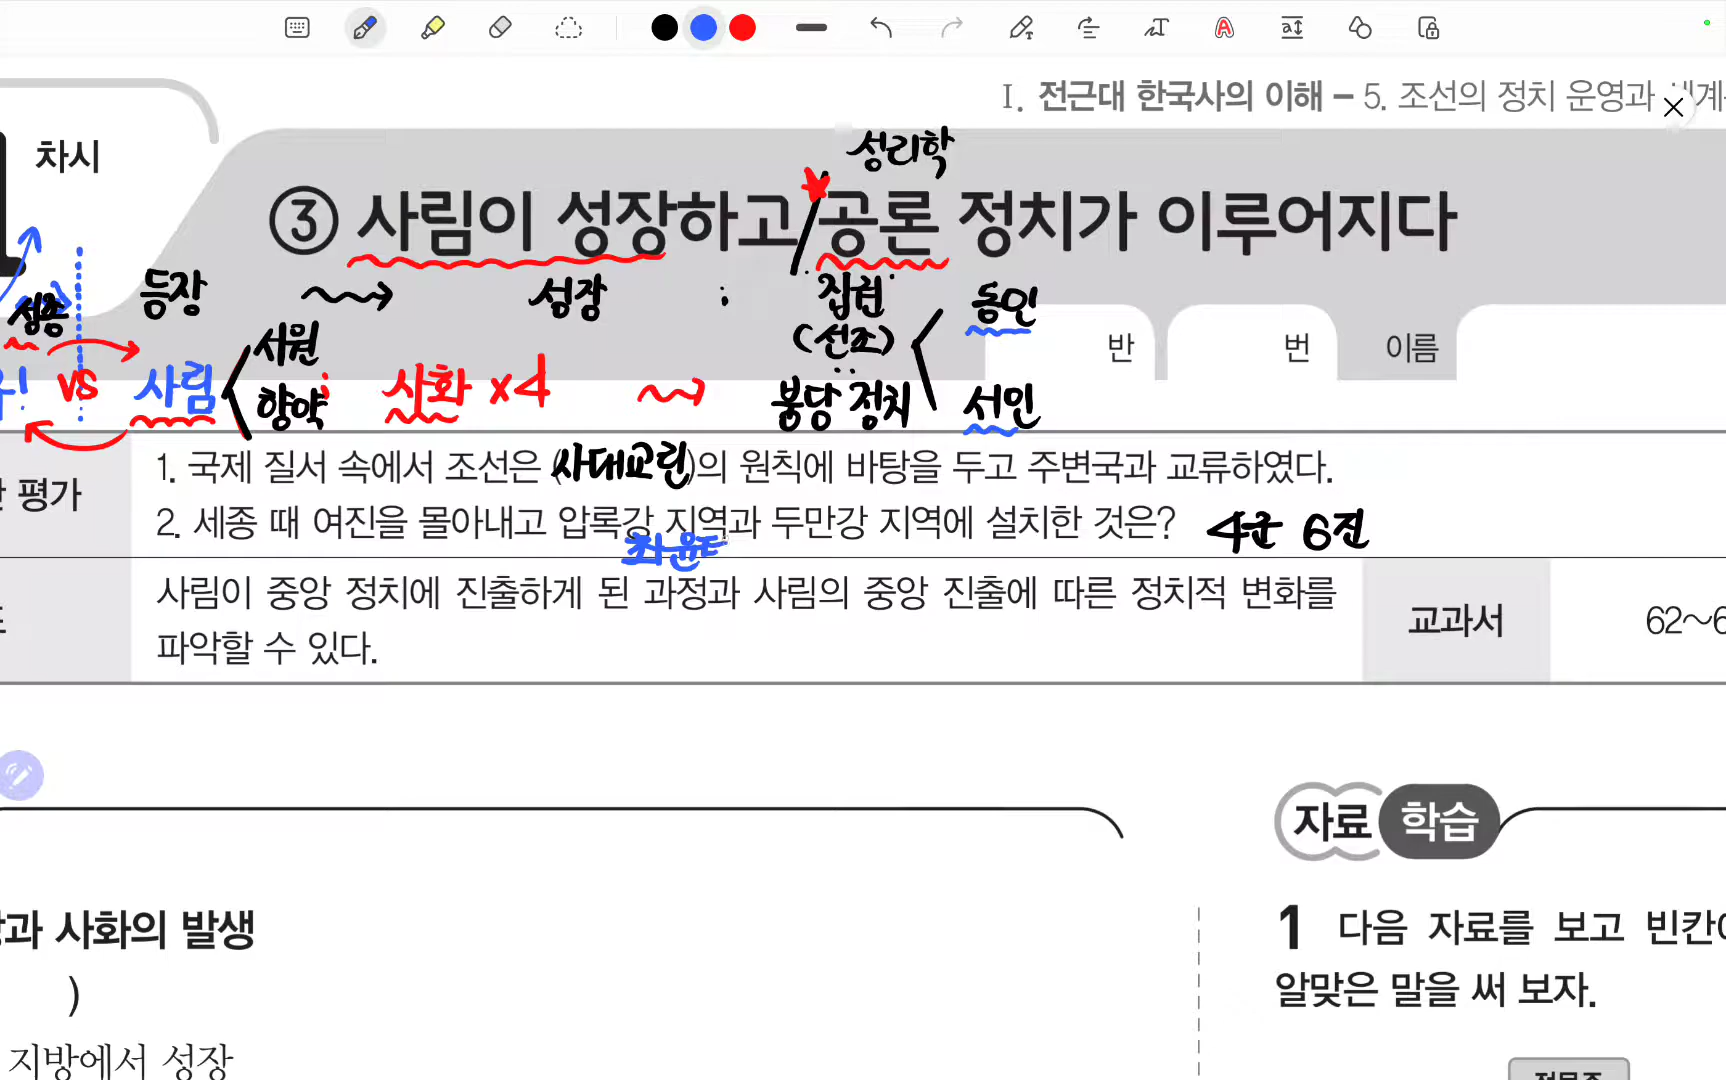 I. 전근대 한국사의 이해 – 5. 조선의 정치 운영과 세계
차시
성리학
③ 사림이 성장하고 공론 정치가 이루어지다
등장 성장 집권 동인
성종 서원 (선조)
반 번 이름
vs 사림 향약 사화 x4 붕당 정치 서인
평가
1. 국제 질서 속에서 조선은 (사대교린)의 원칙에 바탕을 두고 주변국과 교류하였다.
2. 세종 때 여진을 몰아내고 압록강 지역과 두만강 지역에 설치한 것은? 4군 6진
최윤
사림이 중앙 정치에 진출하게 된 과정과 사림의 중앙 진출에 따른 정치적 변화를
파악할 수 있다.
교과서 62~6
자료 학습
과 사화의 발생
)
지방에서 성장
1 다음 자료를 보고 빈칸
알맞은 말을 써 보자.